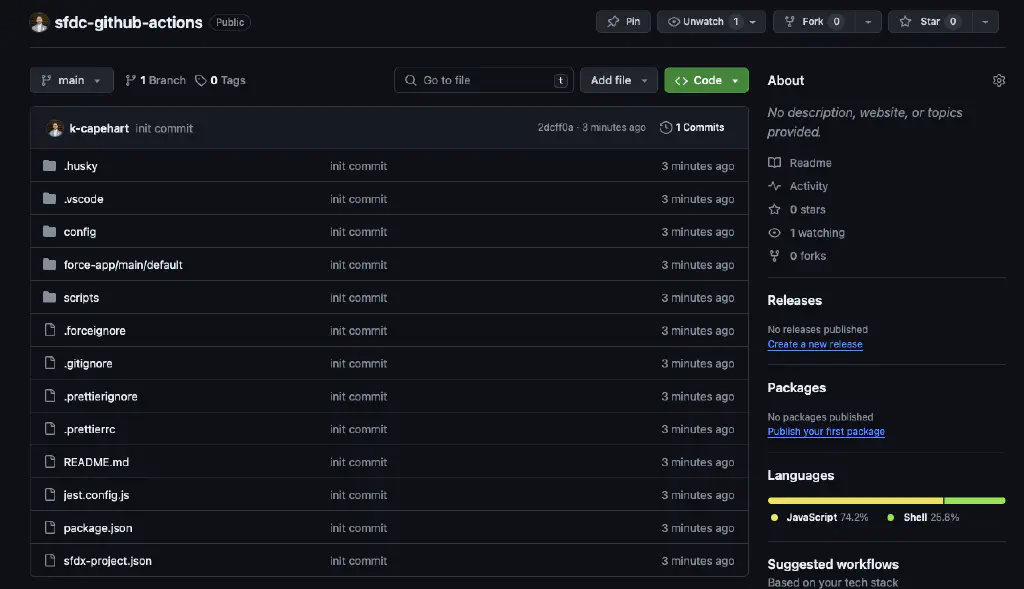 sfdc-github-actions Public
Pin Unwatch 1 Fork 0 Star 0
main 1 Branch 0 Tags Go to file t Add file Code
k-capehart init commit 2dcff0a · 3 minutes ago 1 Commits
.husky init commit 3 minutes ago
.vscode init commit 3 minutes ago
config init commit 3 minutes ago
force-app/main/default init commit 3 minutes ago
scripts init commit 3 minutes ago
.forceignore init commit 3 minutes ago
.gitignore init commit 3 minutes ago
.prettierignore init commit 3 minutes ago
.prettierrc init commit 3 minutes ago
README.md init commit 3 minutes ago
jest.config.js init commit 3 minutes ago
package.json init commit 3 minutes ago
sfdx-project.json init commit 3 minutes ago
About
No description, website, or topics
provided.
Readme
Activity
0 stars
1 watching
0 forks
Releases
No releases published
Create a new release
Packages
No packages published
Publish your first package
Languages
JavaScript 74.2% Shell 25.8%
Suggested workflows
Based on your tech stack